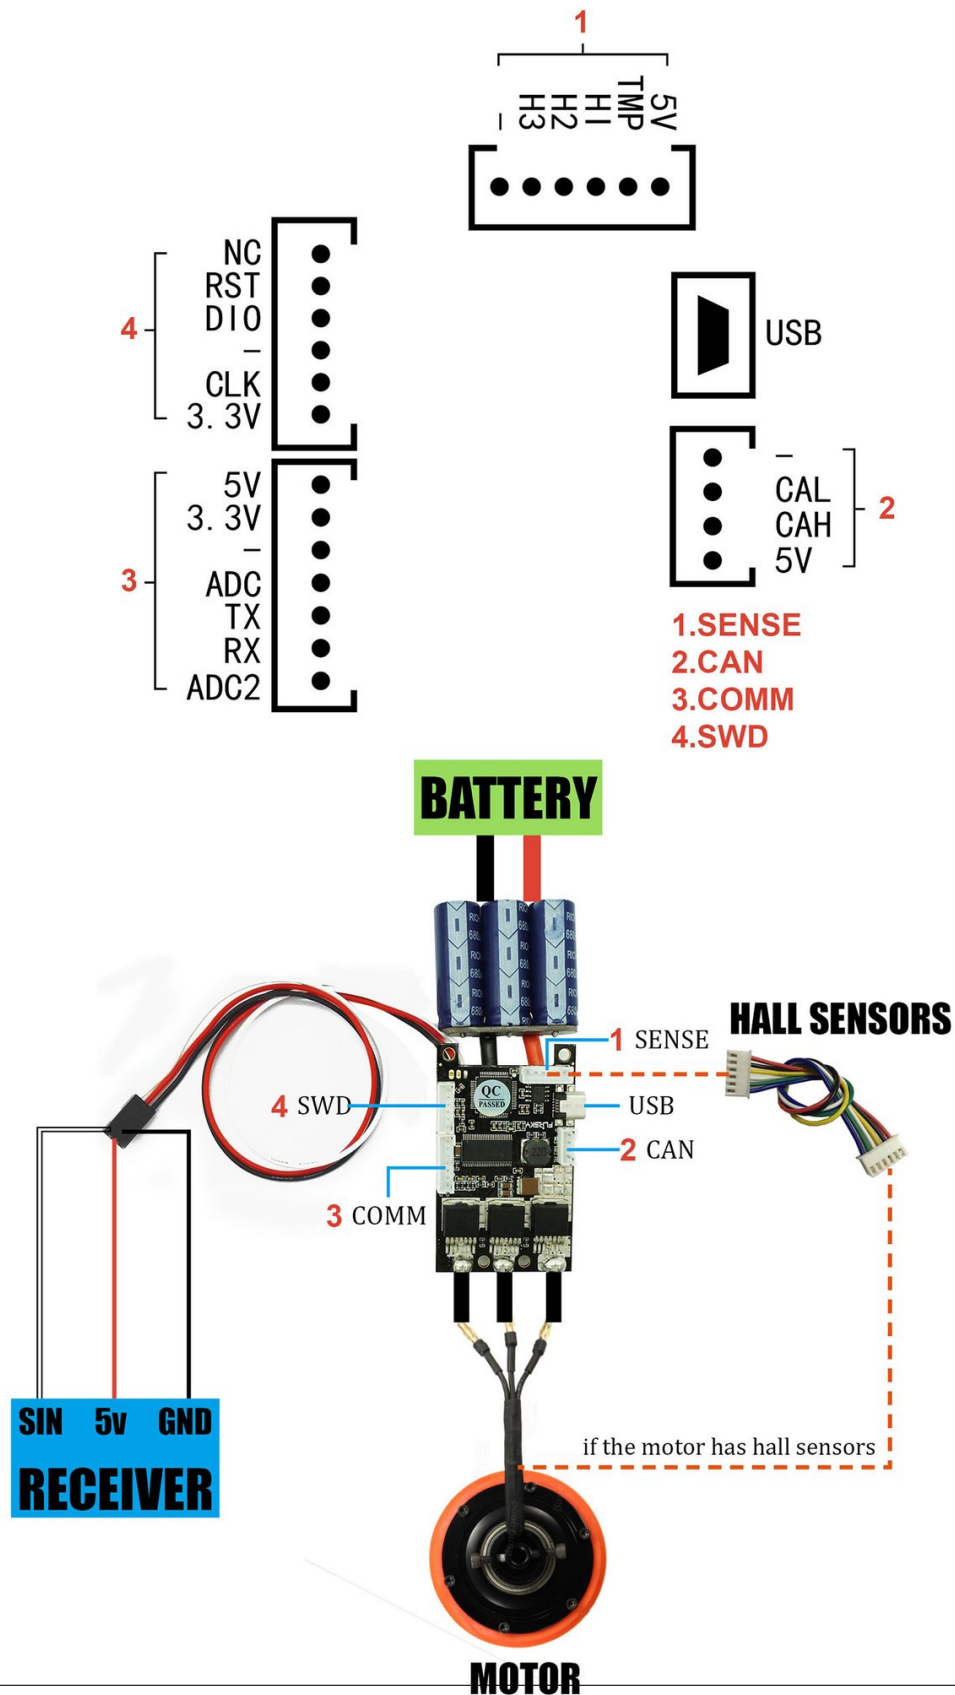 1
— H3 H2 H1 TMP 5V
NC
RST
DIO
—
CLK
3.3V
4
USB
5V
3.3V
—
ADC
TX
RX
ADC2
3
—
CAL
CAH
5V
2
1.SENSE
2.CAN
3.COMM
4.SWD
BATTERY
HALL SENSORS
1 SENSE
4 SWD
QC
PASSED
USB
2 CAN
220
3 COMM
SIN 5v GND
RECEIVER
if the motor has hall sensors
MOTOR